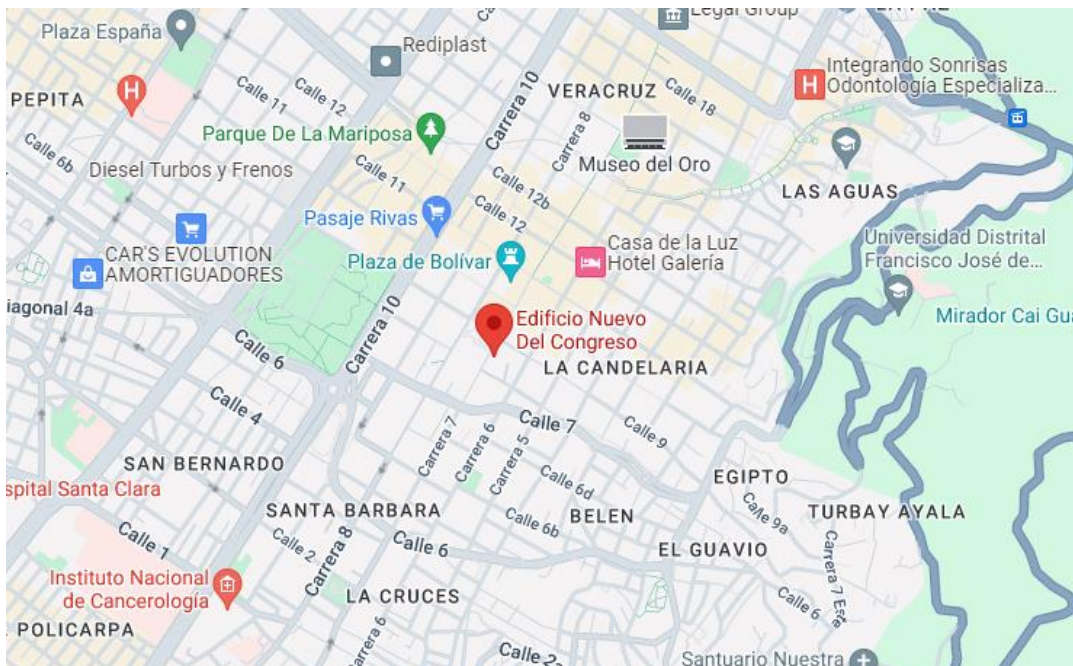 Legal Group
Plaza España
Rediplast
Integrando Sonrisas
Odontología Especializa...
Calle 12
Calle 11
Carrera 10
VERACRUZ
Calle 18
PEPITA
Parque De La Mariposa
Carrera 8
Calle 6b
Diesel Turbos y Frenos
Calle 11
Calle 12b
Museo del Oro
LAS AGUAS
Pasaje Rivas
Calle 12
CAR'S EVOLUTION
AMORTIGUADORES
Plaza de Bolívar
Casa de la Luz
Hotel Galería
Universidad Distrital
Francisco José de...
iagonal 4a
Carrera 10
Edificio Nuevo
Del Congreso
Mirador Cai Gua
Calle 6
LA CANDELARIA
Calle 4
Calle 7
Calle 9
Carrera 7
Carrera 6
Carrera 5
SAN BERNARDO
spital Santa Clara
Calle 6d
EGIPTO
SANTA BARBARA
BELEN
Calle 6b
Calle 9a
TURBAY AYALA
Calle 1
Calle 2
Carrera 8
Calle 6
EL GUAVIO
Carrera 7 Este
Instituto Nacional
de Cancerología
LA CRUCES
Calle 6
POLICARPA
Carrera 6
Calle 2
Santuario Nuestra